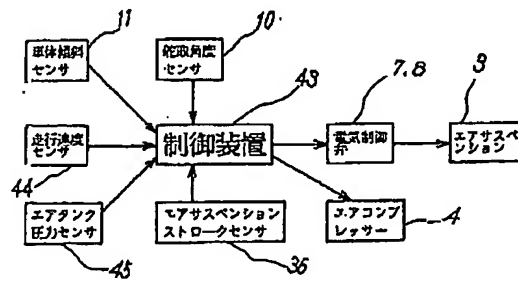 11
車体傾斜
センサ
10
舵取角度
センサ
43
制御装置
7,8
電気制御
弁
3
エアサスペ
ンション
走行速度
センサ
44
エアタンク
圧力センサ
45
エアサスペンション
ストロークセンサ
36
エアコンプ
レッサー
4